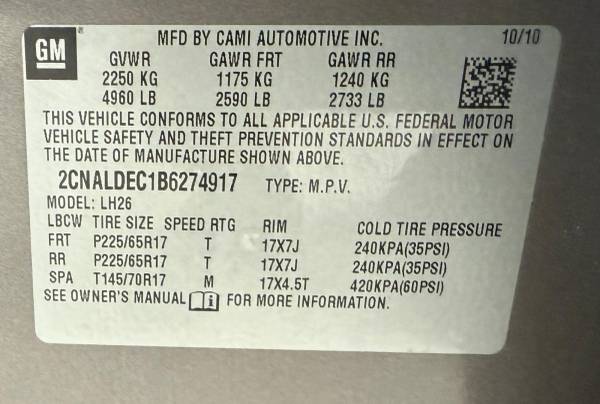 GM
MFD BY CAMI AUTOMOTIVE INC. 10/10
GVWR GAWR FRT GAWR RR
2250 KG 1175 KG 1240 KG
4960 LB 2590 LB 2733 LB
THIS VEHICLE CONFORMS TO ALL APPLICABLE U.S. FEDERAL MOTOR
VEHICLE SAFETY AND THEFT PREVENTION STANDARDS IN EFFECT ON
THE DATE OF MANUFACTURE SHOWN ABOVE.
2CNALDEC1B6274917 TYPE: M.P.V.
MODEL: LH26
LBCW TIRE SIZE SPEED RTG RIM COLD TIRE PRESSURE
FRT P225/65R17 T 17X7J 240KPA(35PSI)
RR P225/65R17 T 17X7J 240KPA(35PSI)
SPA T145/70R17 M 17X4.5T 420KPA(60PSI)
SEE OWNER'S MANUAL i FOR MORE INFORMATION.